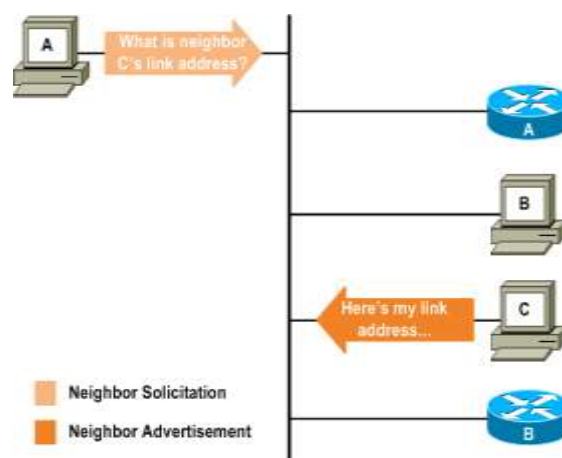 A
What is neighbor
C's link address?
A
B
Here's my link
address...
C
Neighbor Solicitation
Neighbor Advertisement
B